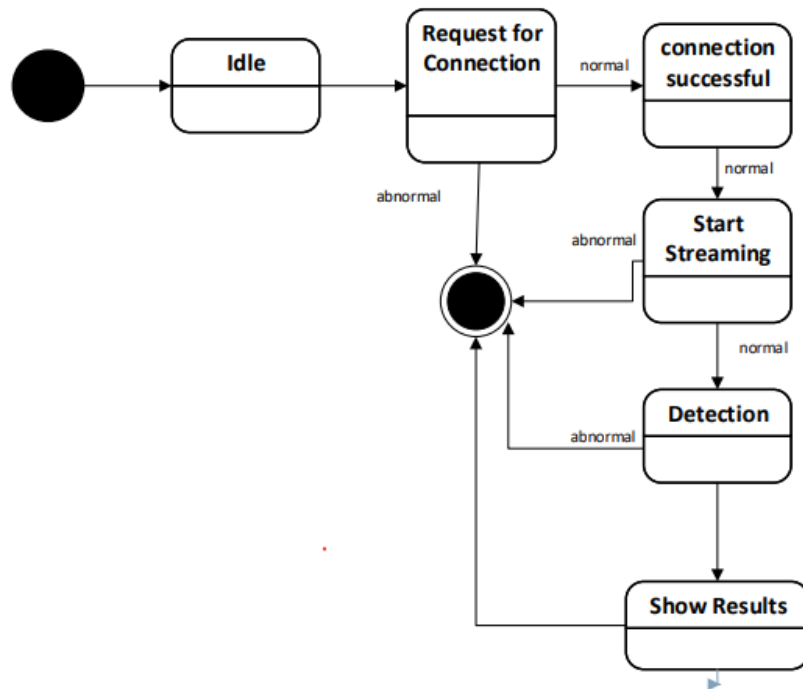 Idle
Request for
Connection
normal
connection
successful
abnormal
normal
abnormal
Start
Streaming
normal
abnormal
Detection
Show Results